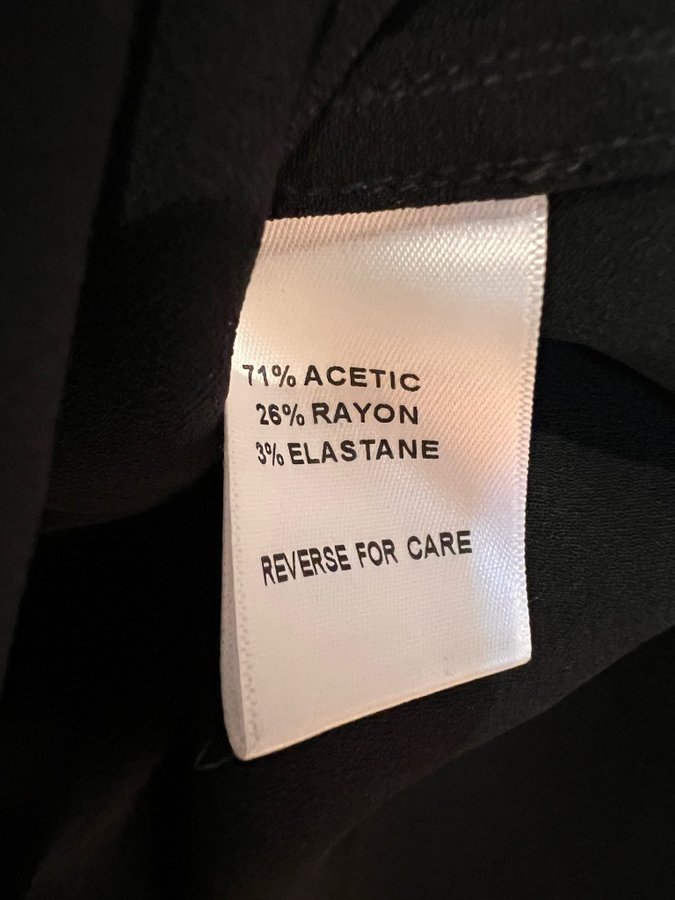 71% ACETIC
26% RAYON
3% ELASTANE
REVERSE FOR CARE